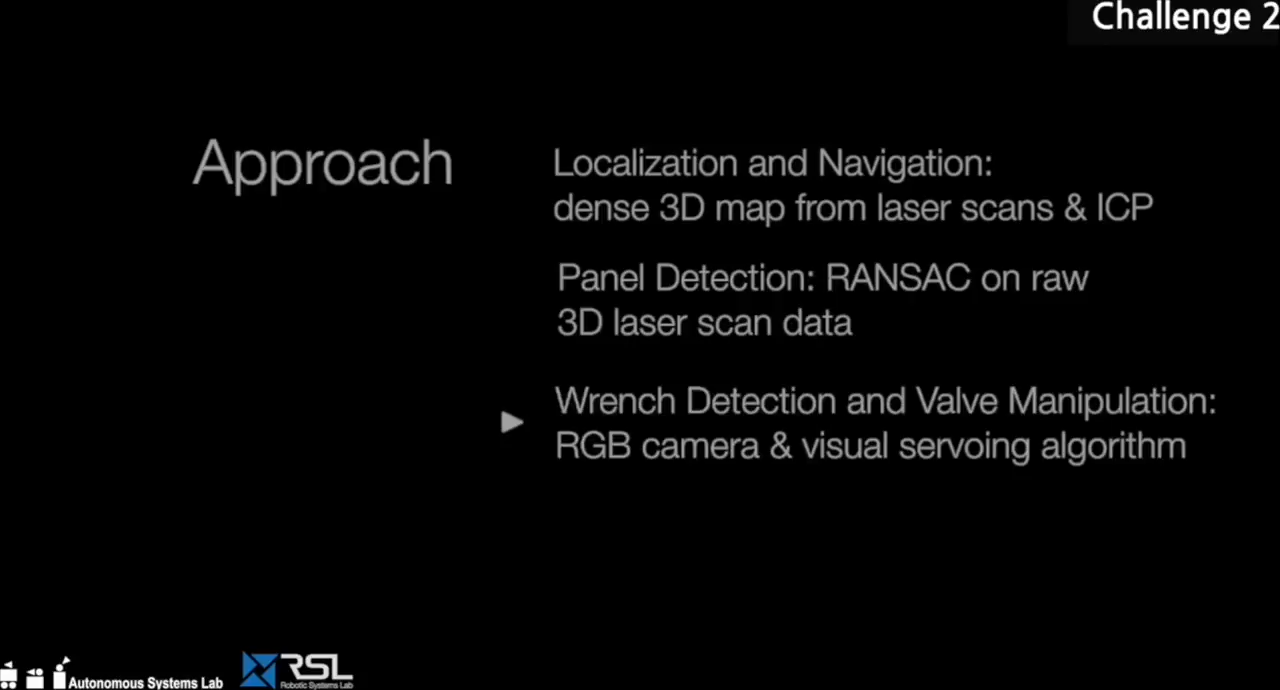 Challenge 2
Approach
Localization and Navigation:
dense 3D map from laser scans & ICP
Panel Detection: RANSAC on raw
3D laser scan data
Wrench Detection and Valve Manipulation:
RGB camera & visual servoing algorithm
Autonomous Systems Lab
RSL
Robotic Systems Lab